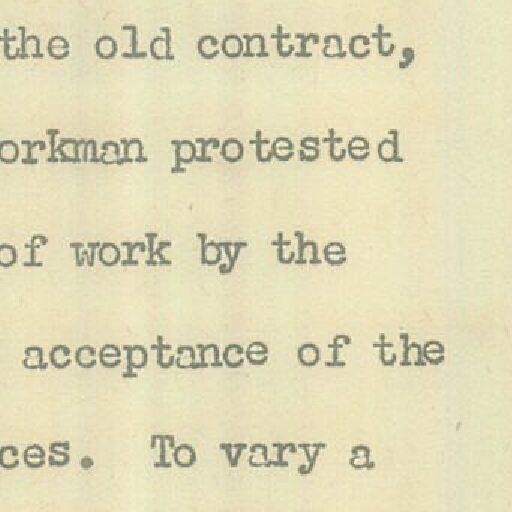 the old contract,
orkman protested
of work by the
acceptance of the
ces. To vary a